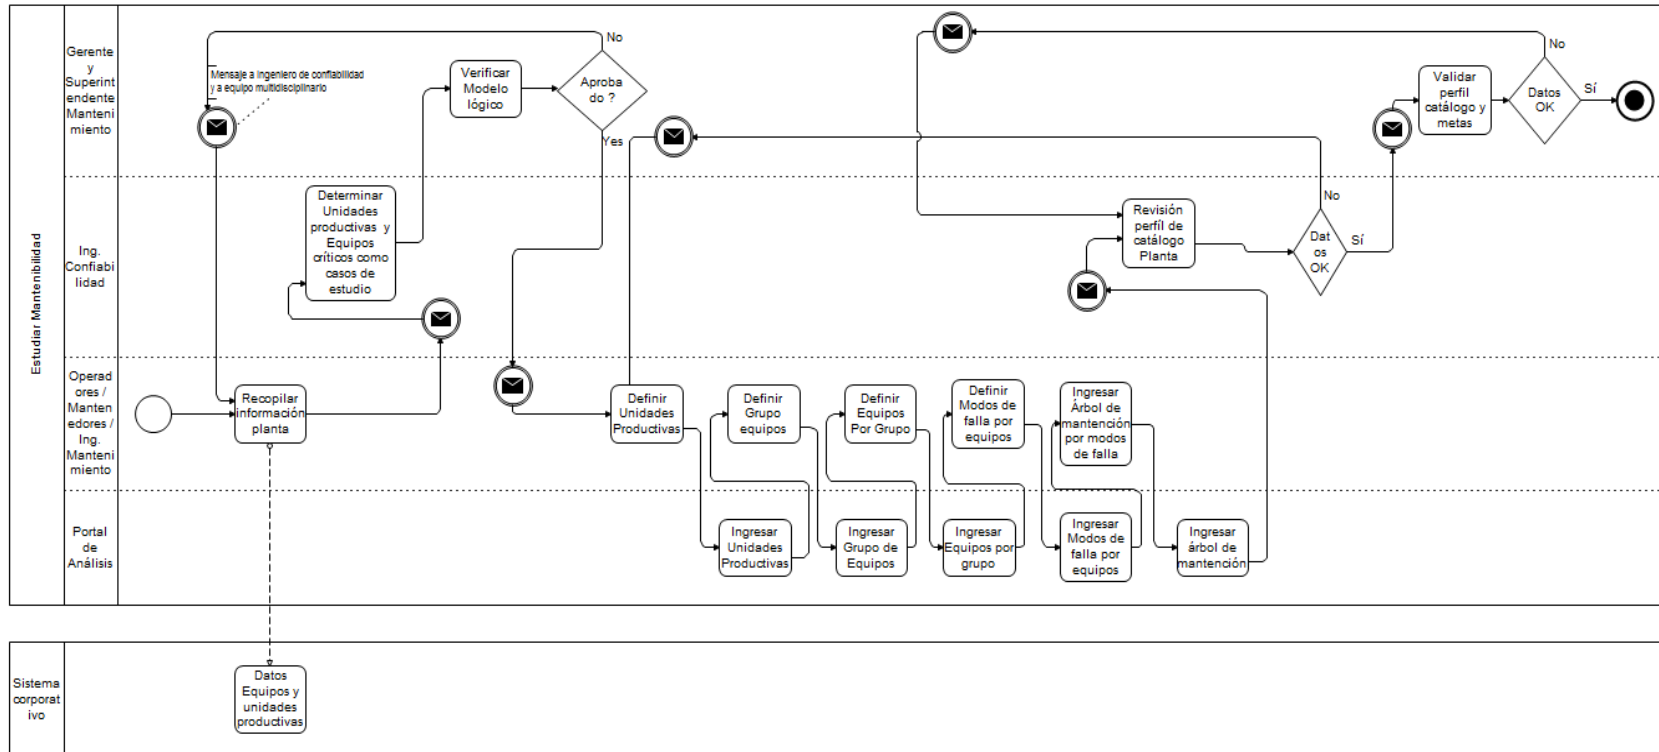 Estudiar Mantenibilidad
Gerente
y
Superint
endente
Manteni
miento
Mensaje a ingeniero de confiabilidad
y a equipo multidisciplinario
No
Verificar
Modelo
lógico
Aproba
do ?
Yes
Validar
perfil
catálogo y
metas
No
Datos
OK
Sí
Ing.
Confiabi
lidad
Determinar
Unidades
productivas y
Equipos
críticos como
casos de
estudio
Revisión
perfíl de
catálogo
Planta
No
Dat
os
OK
Sí
Operad
ores /
Manten
edores /
Ing.
Manteni
miento
Recopilar
información
planta
Definir
Unidades
Productivas
Definir
Grupo
equipos
Definir
Equipos
Por Grupo
Definir
Modos de
falla por
equipos
Ingresar
Árbol de
mantención
por modos
de falla
Portal
de
Análisis
Ingresar
Unidades
Productivas
Ingresar
Grupo de
Equipos
Ingresar
Equipos por
grupo
Ingresar
Modos de
falla por
equipos
Ingresar
árbol de
mantención
Sistema
corporat
ivo
Datos
Equipos y
unidades
productivas